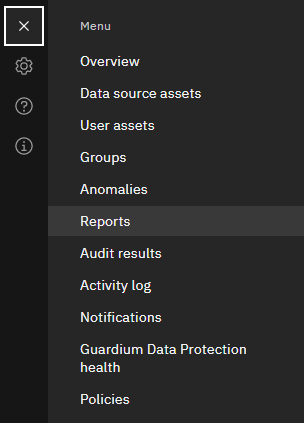 Menu
Overview
Data source assets
User assets
Groups
Anomalies
Reports
Audit results
Activity log
Notifications
Guardium Data Protection
health
Policies